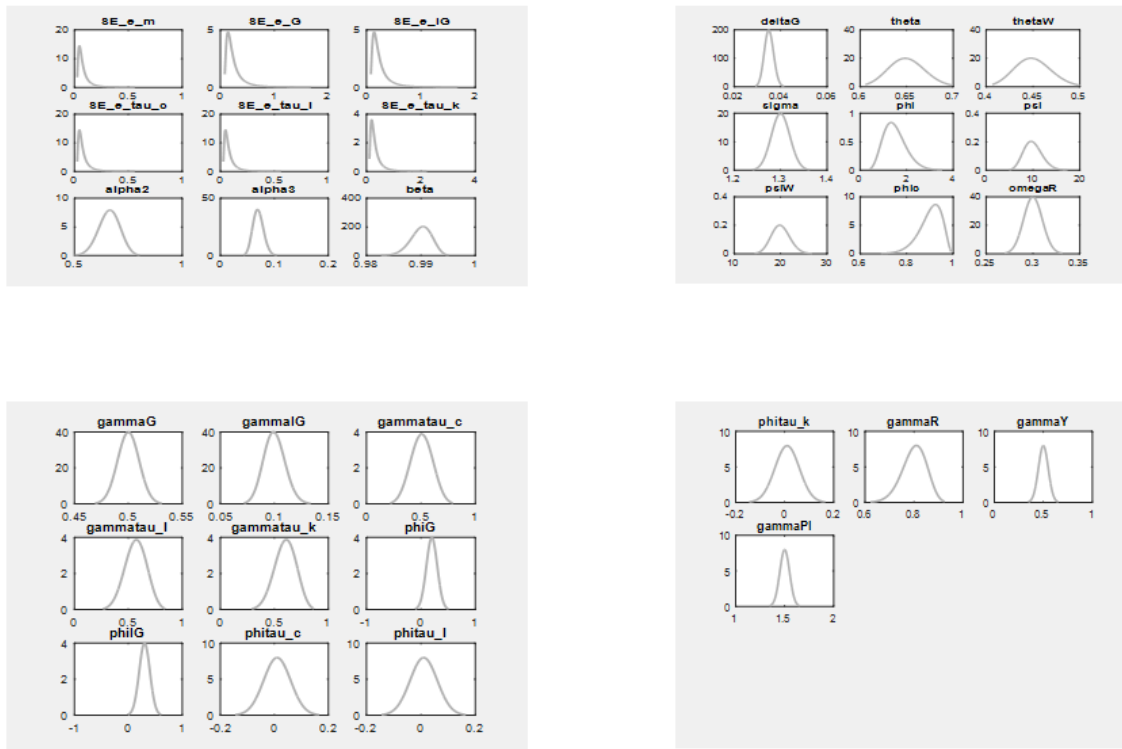 SE_e_m SE_e_G SE_e_IG
20 5 5
10
0 0 0
0 0.5 1 0 1 2 0 1 2
SE_e_tau_c SE_e_tau_l SE_e_tau_k
20 20 4
10 10 2
0 0 0
0 0.5 1 0 0.5 1 0 2 4
alpha2 alpha3 beta
10 50 400
5 200
0 0 0
0.5 1 0 0.1 0.2 0.98 0.99 1
deltaG theta thetaW
200 40 40
100 20 20
0 0 0
0.02 0.04 0.06 0.6 0.65 0.7 0.4 0.45 0.5
sigma phi psi
20 1 0.4
10 0.5 0.2
0 0 0
1.2 1.3 1.4 0 2 4 0 10 20
psiW phic omegaR
0.4 10 40
0.2 5 20
0 0 0
10 20 30 0.6 0.8 1 0.25 0.3 0.35
gammaG gammaIG gammatau_c
40 40 4
20 20 2
0 0 0
0.45 0.5 0.55 0.05 0.1 0.15 0 0.5 1
gammatau_l gammatau_k phiG
4 4 4
2 2 2
0 0 0
0 0.5 1 0 0.5 1 -1 0 1
phiIG phitau_c phitau_l
4 10 10
2 5 5
0 0 0
-1 0 1 -0.2 0 0.2 -0.2 0 0.2
phitau_k gammaR gammaY
10 10 10
5 5 5
0 0 0
-0.2 0 0.2 0.6 0.8 1 0 0.5 1
gammaPI
10
5
0
1 1.5 2